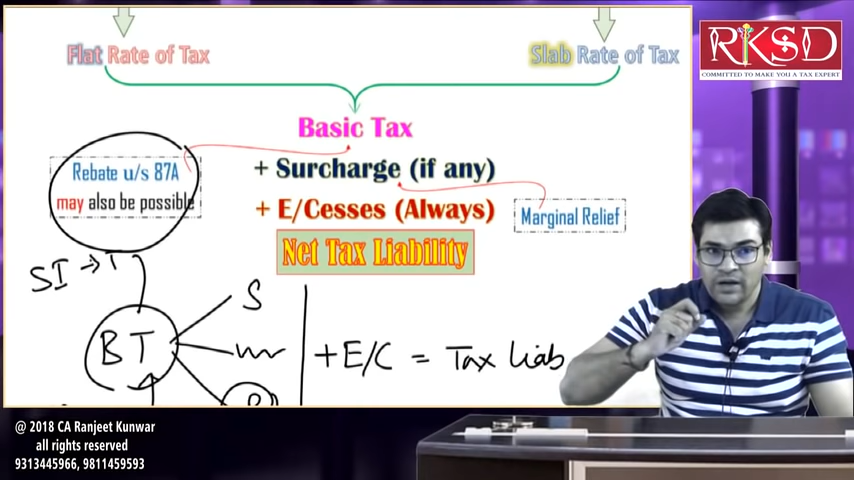 Flat Rate of Tax
Slab Rate of Tax
RKSD
COMMITTED TO MAKE YOU A TAX EXPERT
Basic Tax
Rebate u/s 87A
may also be possible
+ Surcharge (if any)
+ E/Cesses (Always)
Marginal Relief
Net Tax Liability
SI → T
S
BT
mr
+ E/C = Tax liab
@ 2018 CA Ranjeet Kunwar
all rights reserved
9313445966, 9811459593